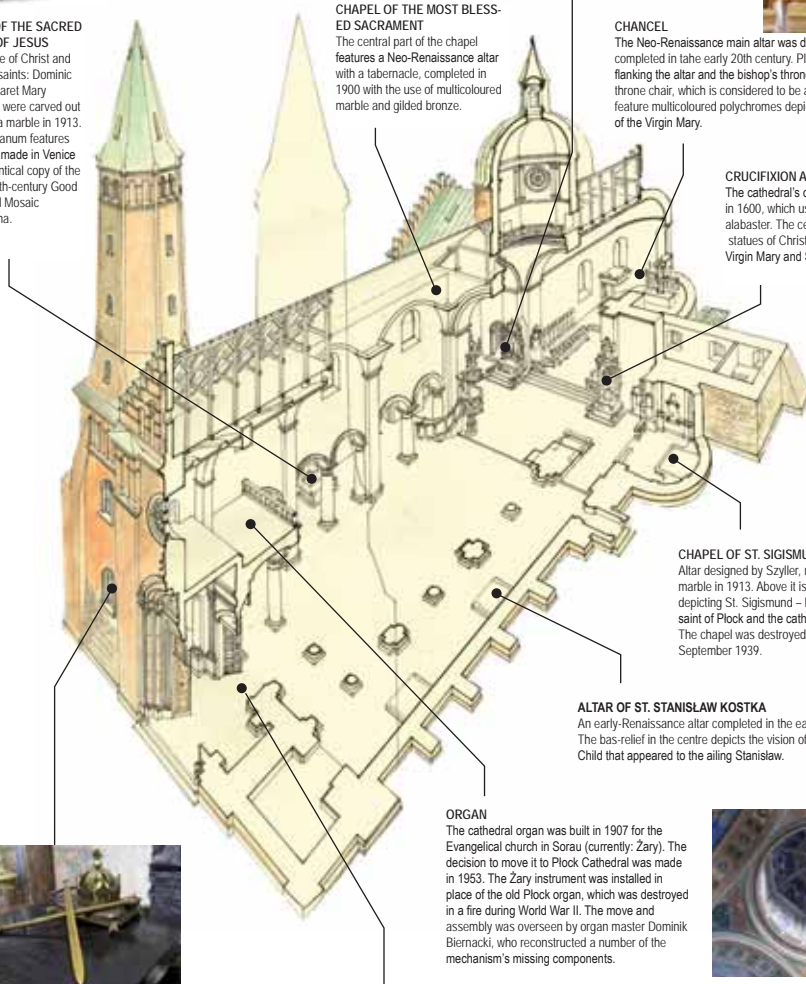 OF THE SACRED
OF JESUS
e of Christ and
saints: Dominic
aret Mary
were carved out
a marble in 1913.
anum features
made in Venice
ntical copy of the
th-century Good
d Mosaic
na.
CHAPEL OF THE MOST BLESS-
ED SACRAMENT
The central part of the chapel
features a Neo-Renaissance altar
with a tabernacle, completed in
1900 with the use of multicoloured
marble and gilded bronze.
CHANCEL
The Neo-Renaissance main altar was d
completed in tahe early 20th century. Pl
flanking the altar and the bishop's throne
throne chair, which is considered to be a
feature multicoloured polychromes depi
of the Virgin Mary.
CRUCIFIXION A
The cathedral's o
in 1600, which us
alabaster. The ce
statues of Christ
Virgin Mary and S
CHAPEL OF ST. SIGISMU
Altar designed by Szyller, m
marble in 1913. Above it is
depicting St. Sigismund –
saint of Płock and the cath
The chapel was destroyed
September 1939.
ALTAR OF ST. STANISŁAW KOSTKA
An early-Renaissance altar completed in the ea
The bas-relief in the centre depicts the vision of
Child that appeared to the ailing Stanisław.
ORGAN
The cathedral organ was built in 1907 for the
Evangelical church in Sorau (currently: Żary). The
decision to move it to Płock Cathedral was made
in 1953. The Żary instrument was installed in
place of the old Płock organ, which was destroyed
in a fire during World War II. The move and
assembly was overseen by organ master Dominik
Biernacki, who reconstructed a number of the
mechanism's missing components.